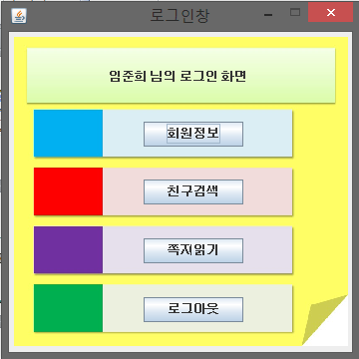 로그인창
임준희 님의 로그인 화면
회원정보
친구검색
쪽지읽기
로그아웃